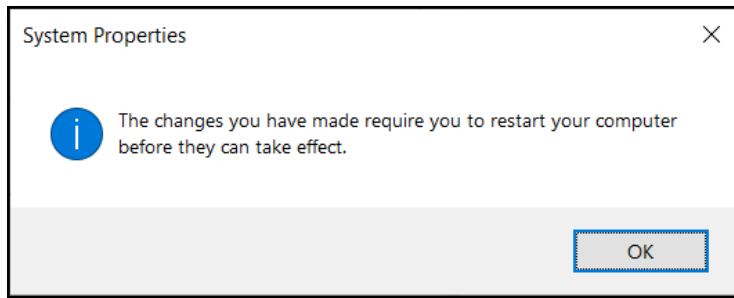 System Properties
The changes you have made require you to restart your computer
before they can take effect.
OK